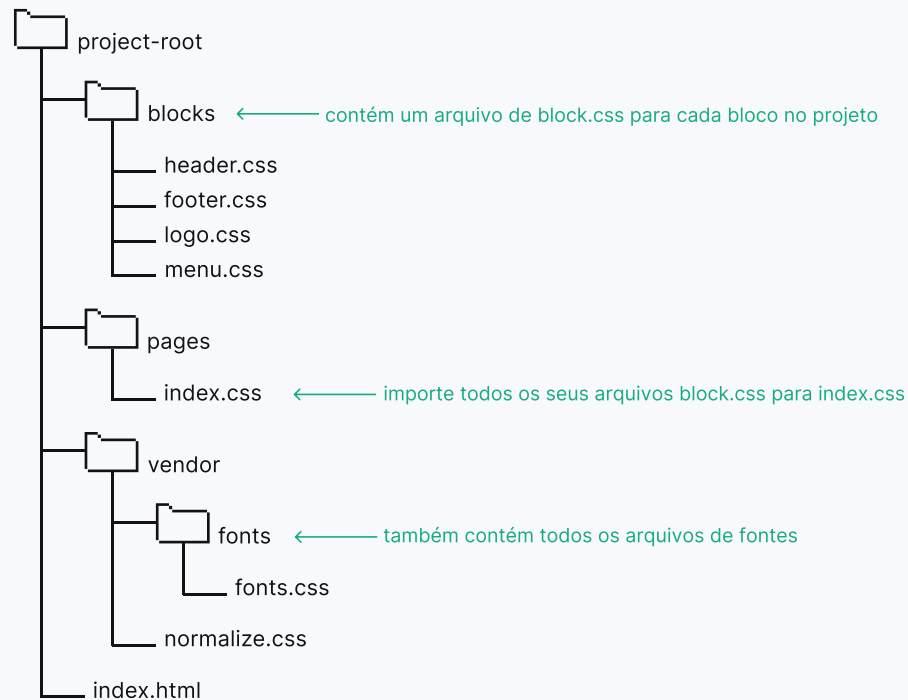 project-root
blocks
contém um arquivo de block.css para cada bloco no projeto
header.css
footer.css
logo.css
menu.css
pages
index.css
importe todos os seus arquivos block.css para index.css
vendor
fonts
também contém todos os arquivos de fontes
fonts.css
normalize.css
index.html